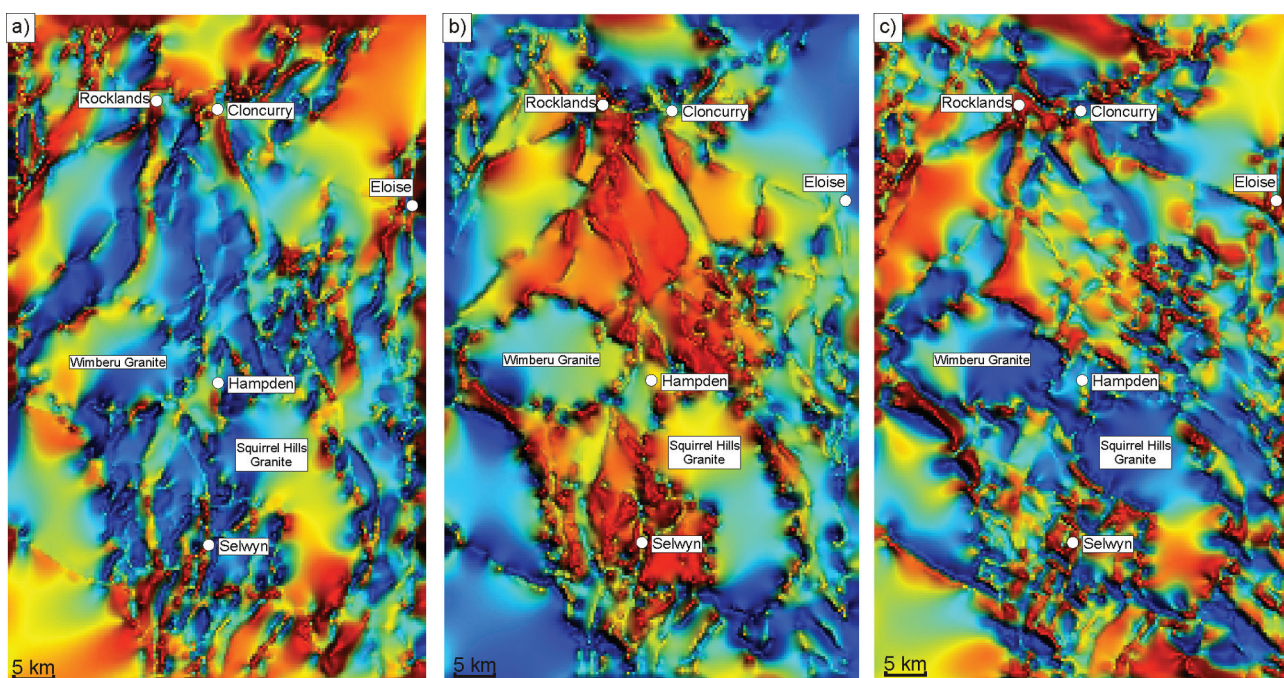 a)
Rocklands
Cloncurry
Eloise
Wimberu Granite
Hampden
Squirrel Hills
Granite
Selwyn
5 km
b)
Rocklands
Cloncurry
Eloise
Wimberu Granite
Hampden
Squirrel Hills
Granite
Selwyn
5 km
c)
Rocklands
Cloncurry
Eloise
Wimberu Granite
Hampden
Squirrel Hills
Granite
Selwyn
5 km